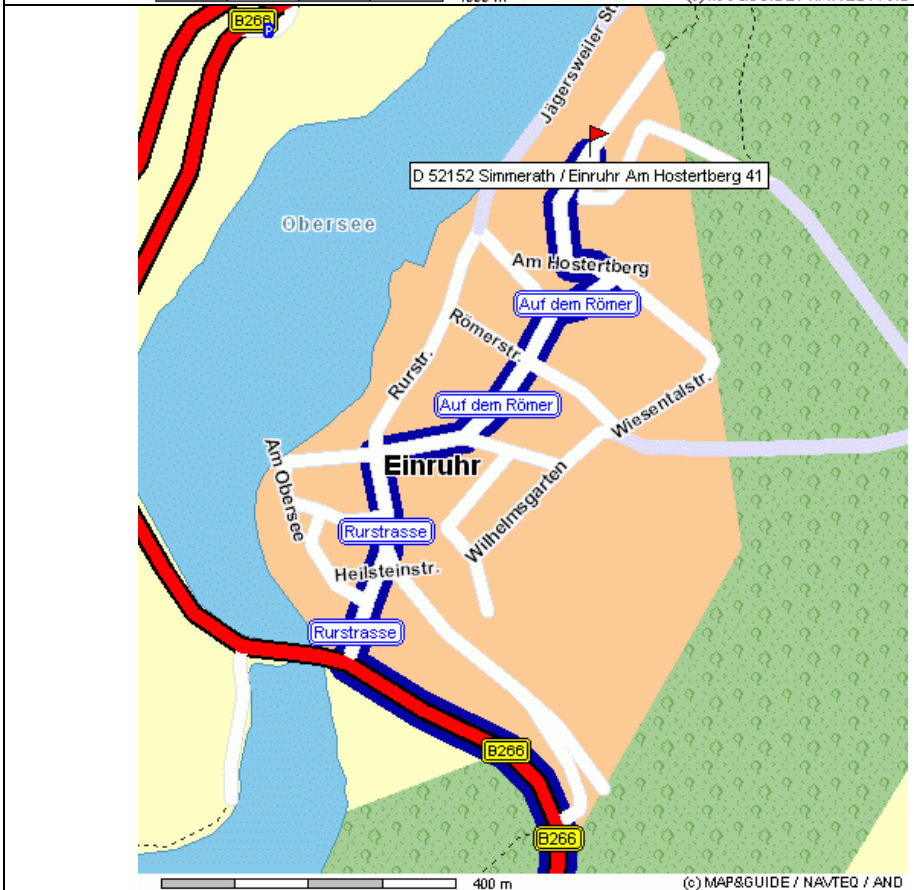 B266
P
Jägersweiler St
D 52152 Simmerath / Einruhr Am Hostertberg 41
Obersee
Am Hostertberg
Auf dem Römer
Römerstr.
Rurstr.
Auf dem Römer
Wiesentalstr.
Einruhr
Am Obersee
Wilhelmsgarten
Rurstrasse
Heilsteinstr.
Rurstrasse
B266
B266
400 m
(c) MAP&GUIDE / NAVTEQ / AND